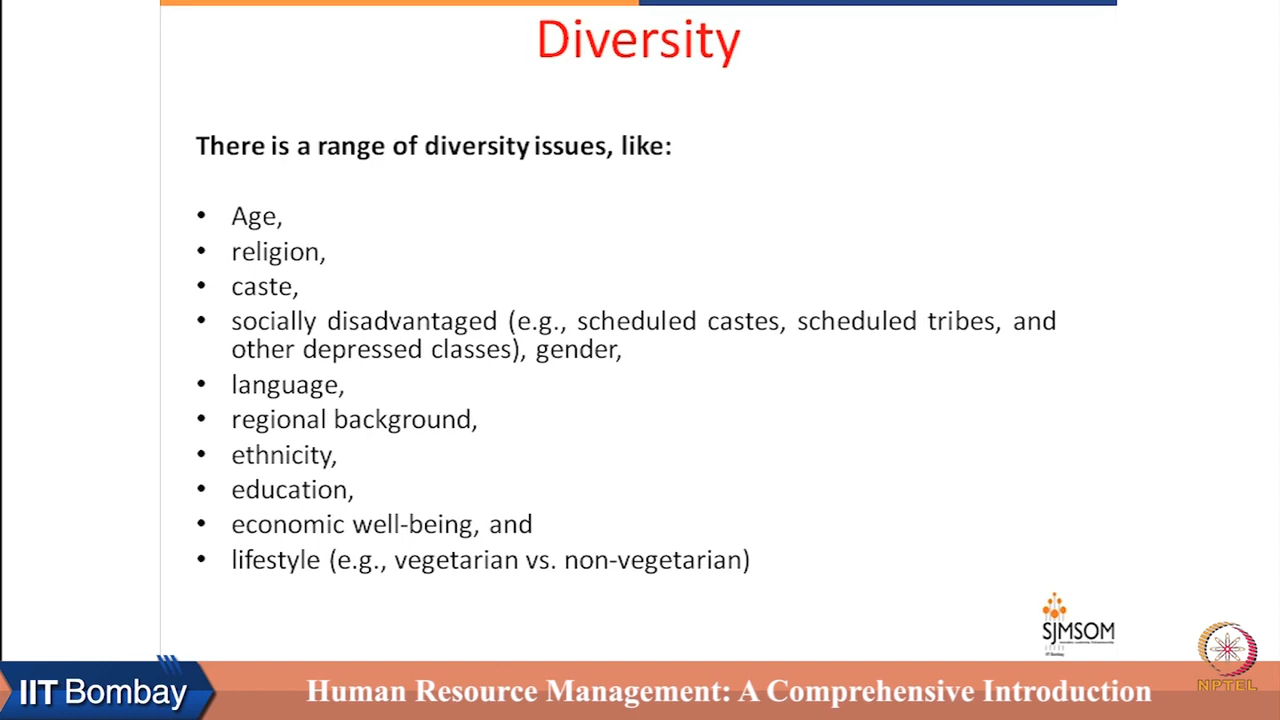 Diversity
There is a range of diversity issues, like:
• Age,
• religion,
• caste,
• socially disadvantaged (e.g., scheduled castes, scheduled tribes, and
other depressed classes), gender,
• language,
• regional background,
• ethnicity,
• education,
• economic well-being, and
• lifestyle (e.g., vegetarian vs. non-vegetarian)
SJMSOM
IIT Bombay
NPTEL
IIT Bombay
Human Resource Management: A Comprehensive Introduction